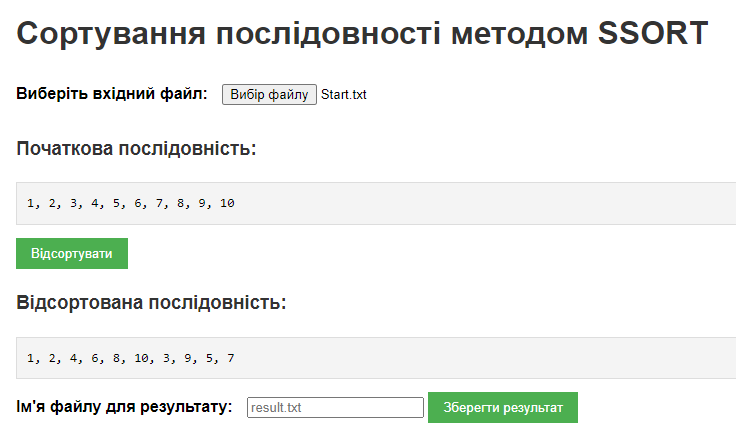 Сортування послідовності методом SSORT
Виберіть вхідний файл: Вибір файлу Start.txt
Початкова послідовність:
1, 2, 3, 4, 5, 6, 7, 8, 9, 10
Відсортувати
Відсортована послідовність:
1, 2, 4, 6, 8, 10, 3, 9, 5, 7
Ім'я файлу для результату: result.txt Зберегти результат